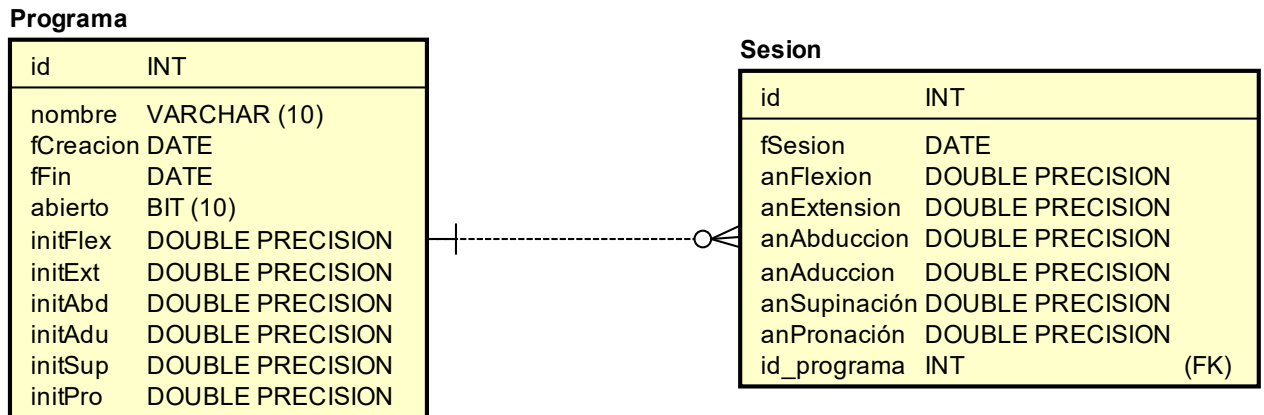 Programa
id INT
nombre VARCHAR (10)
fCreacion DATE
fFin DATE
abierto BIT (10)
initFlex DOUBLE PRECISION
initExt DOUBLE PRECISION
initAbd DOUBLE PRECISION
initAdu DOUBLE PRECISION
initSup DOUBLE PRECISION
initPro DOUBLE PRECISION
Sesion
id INT
fSesion DATE
anFlexion DOUBLE PRECISION
anExtension DOUBLE PRECISION
anAbduccion DOUBLE PRECISION
anAduccion DOUBLE PRECISION
anSupinación DOUBLE PRECISION
anPronación DOUBLE PRECISION
id_programa INT (FK)